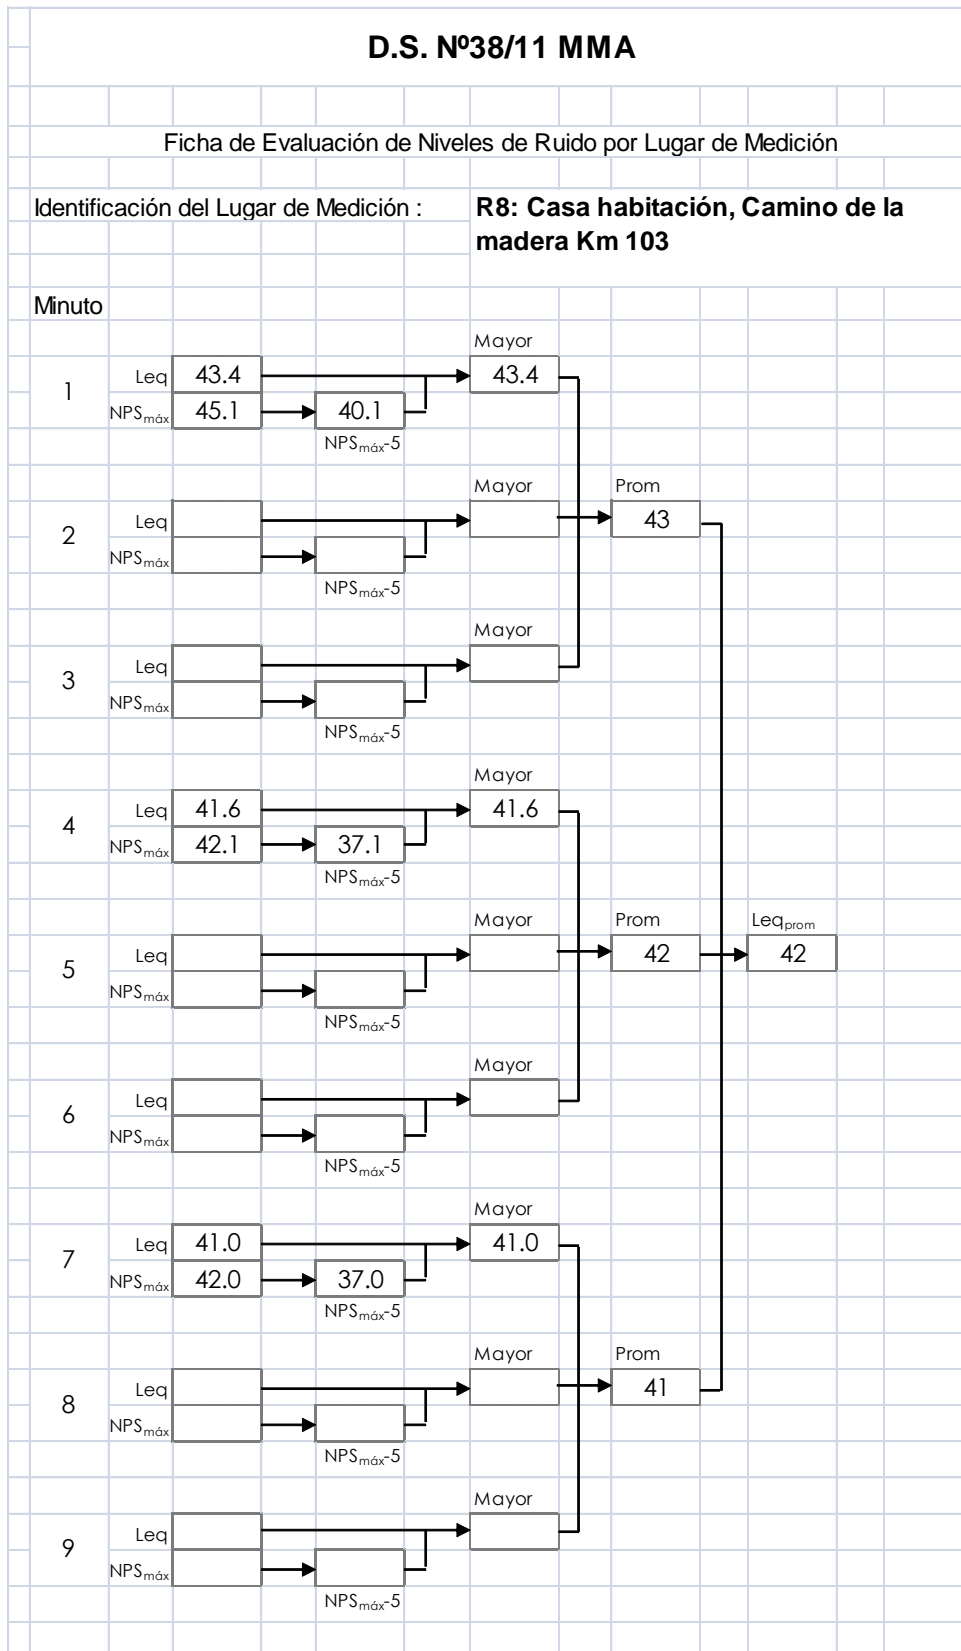 D.S. Nº38/11 MMA
Ficha de Evaluación de Niveles de Ruido por Lugar de Medición
Identificación del Lugar de Medición :
R8: Casa habitación, Camino de la
madera Km 103
Minuto
Mayor
1 Leq 43.4 43.4
NPSmáx 45.1 40.1
NPSmáx-5
Mayor Prom
2 Leq 43
NPSmáx
NPSmáx-5
Mayor
3 Leq
NPSmáx
NPSmáx-5
Mayor
4 Leq 41.6 41.6
NPSmáx 42.1 37.1
NPSmáx-5
Mayor Prom Leqprom
5 Leq 42 42
NPSmáx
NPSmáx-5
Mayor
6 Leq
NPSmáx
NPSmáx-5
Mayor
7 Leq 41.0 41.0
NPSmáx 42.0 37.0
NPSmáx-5
Mayor Prom
8 Leq 41
NPSmáx
NPSmáx-5
Mayor
9 Leq
NPSmáx
NPSmáx-5